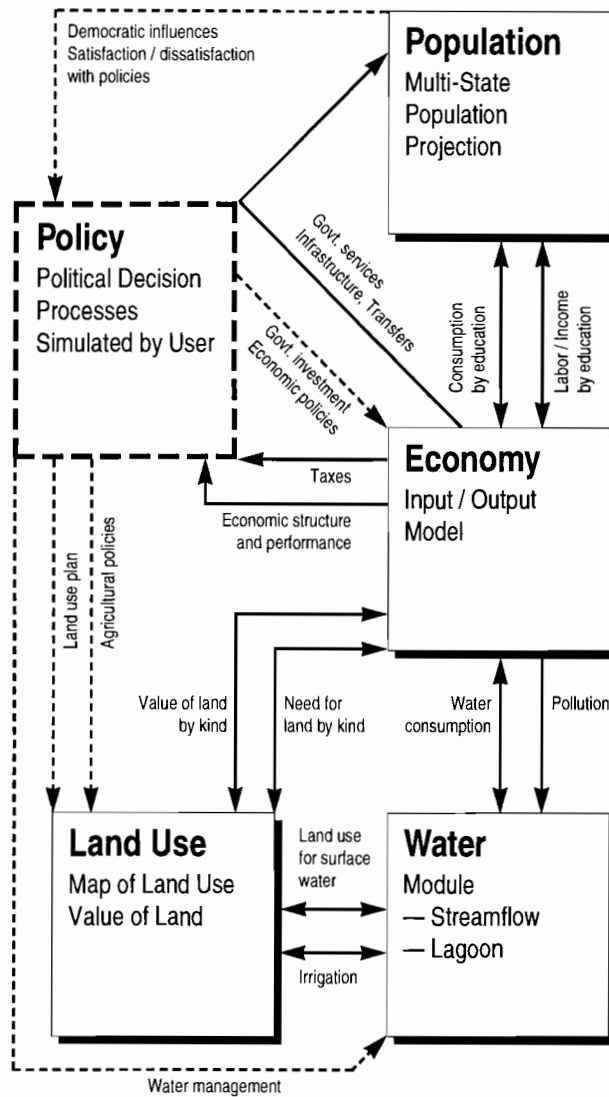 Democratic influences
Satisfaction / dissatisfaction
with policies
Population
Multi-State
Population
Projection
Policy
Political Decision
Processes
Simulated by User
Govt. services
Infrastructure, Transfers
Govt. investment
Economic policies
Consumption
by education
Labor / Income
by education
Economy
Input / Output
Model
Taxes
Economic structure
and performance
Land use plan
Agricultural policies
Value of land
by kind
Need for
land by kind
Water
consumption
Pollution
Land Use
Map of Land Use
Value of Land
Land use
for surface
water
Irrigation
Water
Module
— Streamflow
— Lagoon
Water management